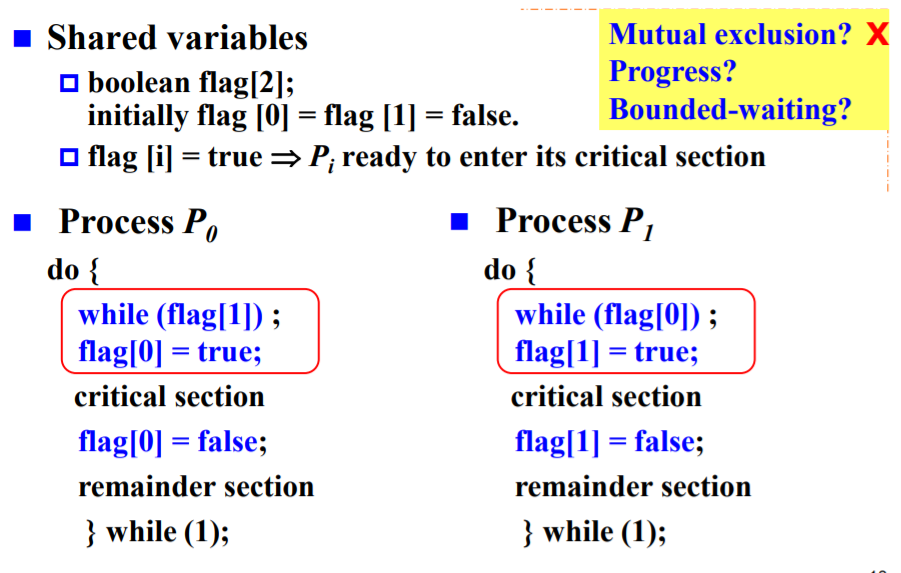 Shared variables
boolean flag[2];
initially flag [0] = flag [1] = false.
flag [i] = true ⇒ Pi ready to enter its critical section
Mutual exclusion? X
Progress?
Bounded-waiting?
Process P0
do {
while (flag[1]) ;
flag[0] = true;
critical section
flag[0] = false;
remainder section
} while (1);
Process P1
do {
while (flag[0]) ;
flag[1] = true;
critical section
flag[1] = false;
remainder section
} while (1);